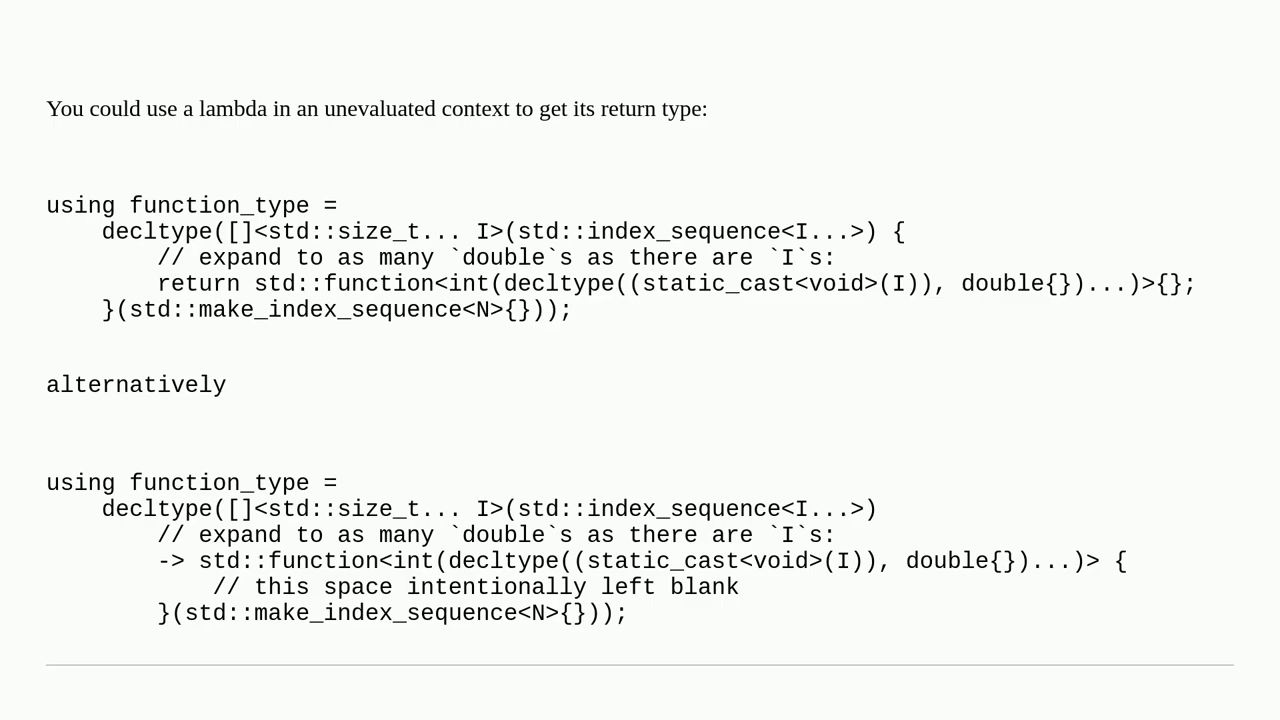 You could use a lambda in an unevaluated context to get its return type:
using function_type =
    decltype([]<std::size_t... I>(std::index_sequence<I...>) {
        // expand to as many `double`s as there are `I`s:
        return std::function<int(decltype((static_cast<void>(I)), double{})...)>{};
    }(std::make_index_sequence<N>{}));
alternatively
using function_type =
    decltype([]<std::size_t... I>(std::index_sequence<I...>)
        // expand to as many `double`s as there are `I`s:
        -> std::function<int(decltype((static_cast<void>(I)), double{})...)> {
            // this space intentionally left blank
        }(std::make_index_sequence<N>{}));